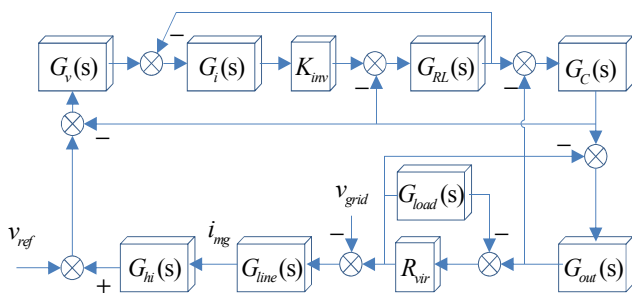 −
G_v(s)
G_i(s)
K_inv
G_RL(s)
G_C(s)
−
−
−
−
v_grid
G_load(s)
−
−
v_ref
i_mg
+
G_hi(s)
G_line(s)
R_vir
G_out(s)